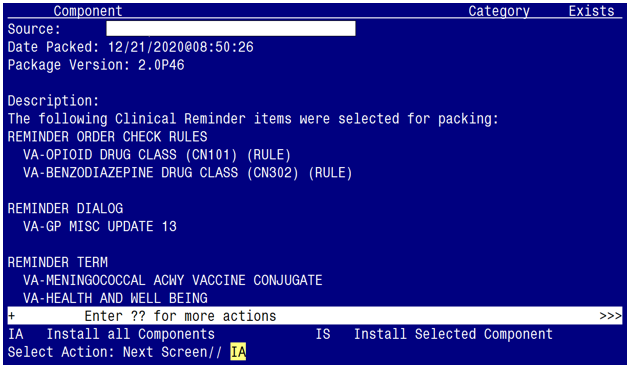 Component Category Exists
Source:
Date Packed: 12/21/2020@08:50:26
Package Version: 2.0P46
Description:
The following Clinical Reminder items were selected for packing:
REMINDER ORDER CHECK RULES
VA-OPIOID DRUG CLASS (CN101) (RULE)
VA-BENZODIAZEPINE DRUG CLASS (CN302) (RULE)
REMINDER DIALOG
VA-GP MISC UPDATE 13
REMINDER TERM
VA-MENINGOCOCCAL ACWY VACCINE CONJUGATE
VA-HEALTH AND WELL BEING
+ Enter ?? for more actions >>>
IA Install all Components IS Install Selected Component
Select Action: Next Screen// IA